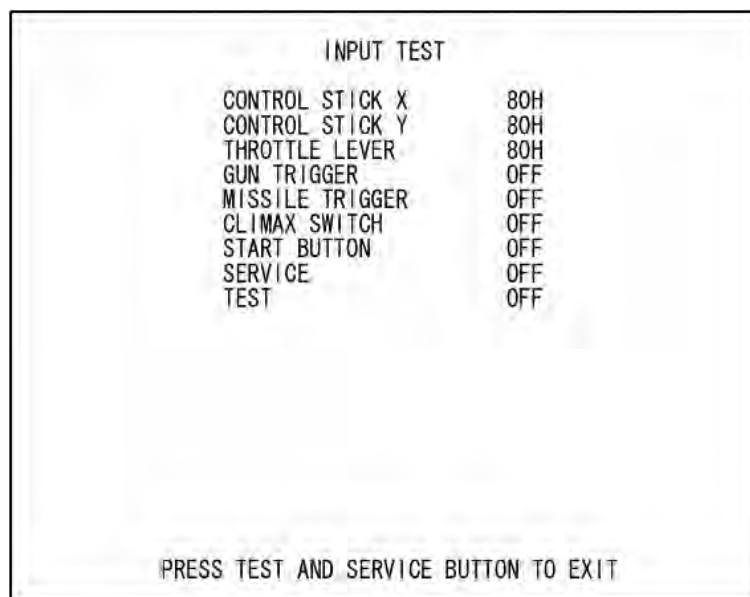 INPUT TEST
CONTROL STICK X 80H
CONTROL STICK Y 80H
THROTTLE LEVER 80H
GUN TRIGGER OFF
MISSILE TRIGGER OFF
CLIMAX SWITCH OFF
START BUTTON OFF
SERVICE OFF
TEST OFF
PRESS TEST AND SERVICE BUTTON TO EXIT